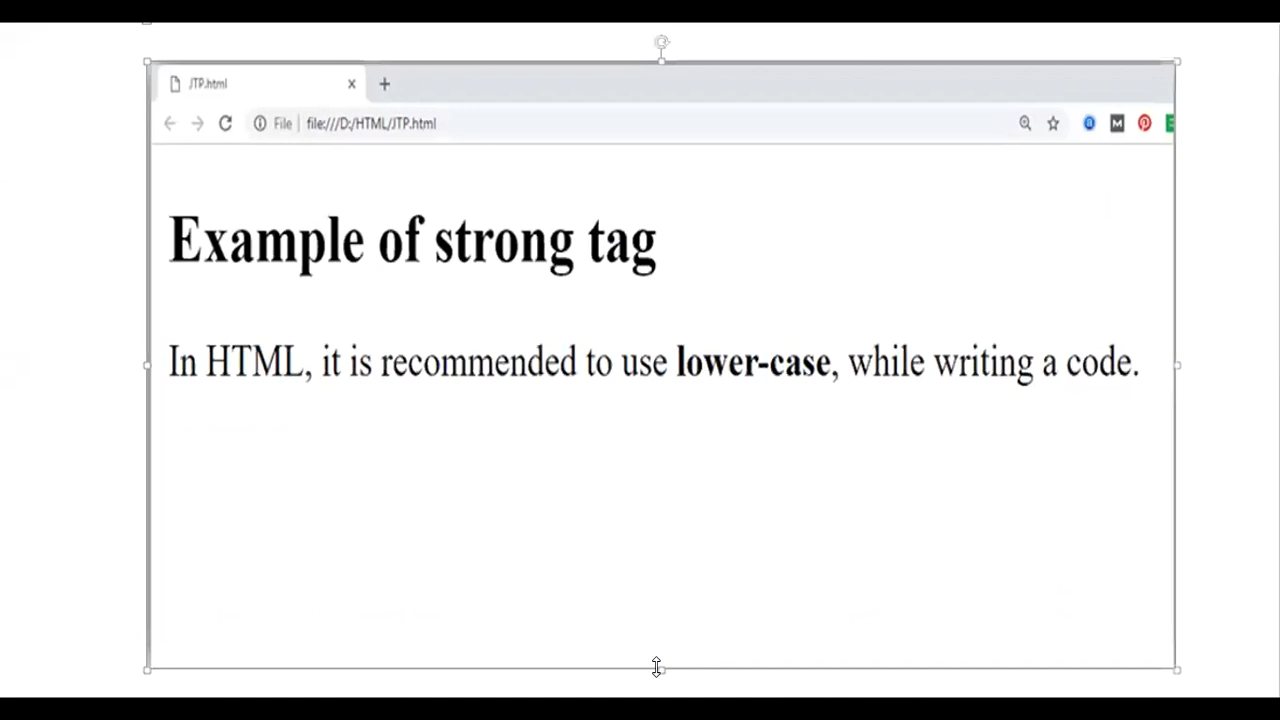 JTP.html
File file:///D:/HTML/JTP.html
Example of strong tag
In HTML, it is recommended to use lower-case, while writing a code.